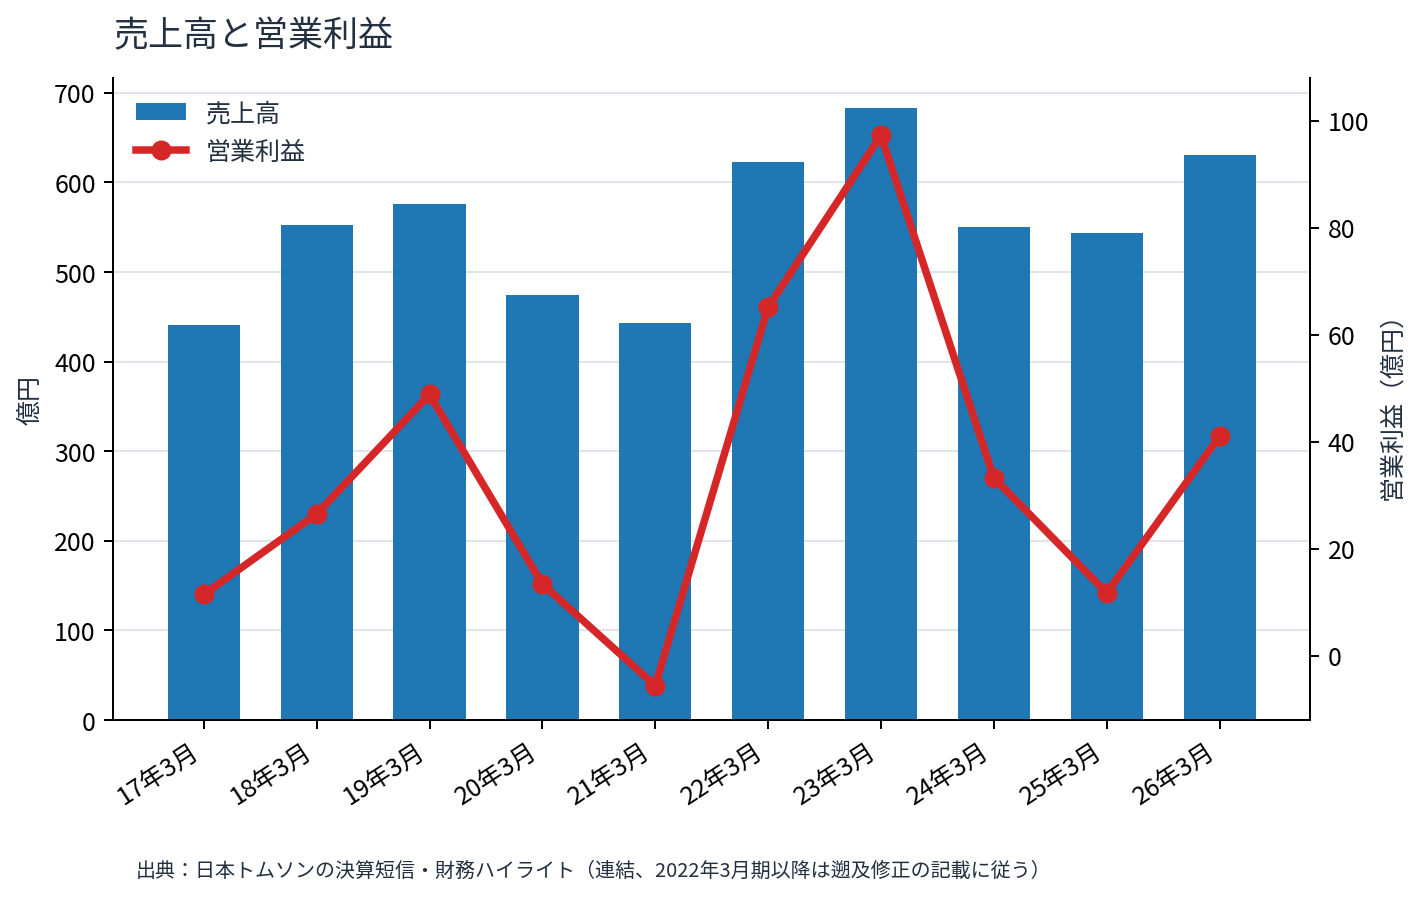 売上高と営業利益
売上高
営業利益
700
600
500
400
300
200
100
0
億円
100
80
60
40
20
0
営業利益（億円）
17年3月
18年3月
19年3月
20年3月
21年3月
22年3月
23年3月
24年3月
25年3月
26年3月
出典：日本トムソンの決算短信・財務ハイライト（連結、2022年3月期以降は遡及修正の記載に従う）